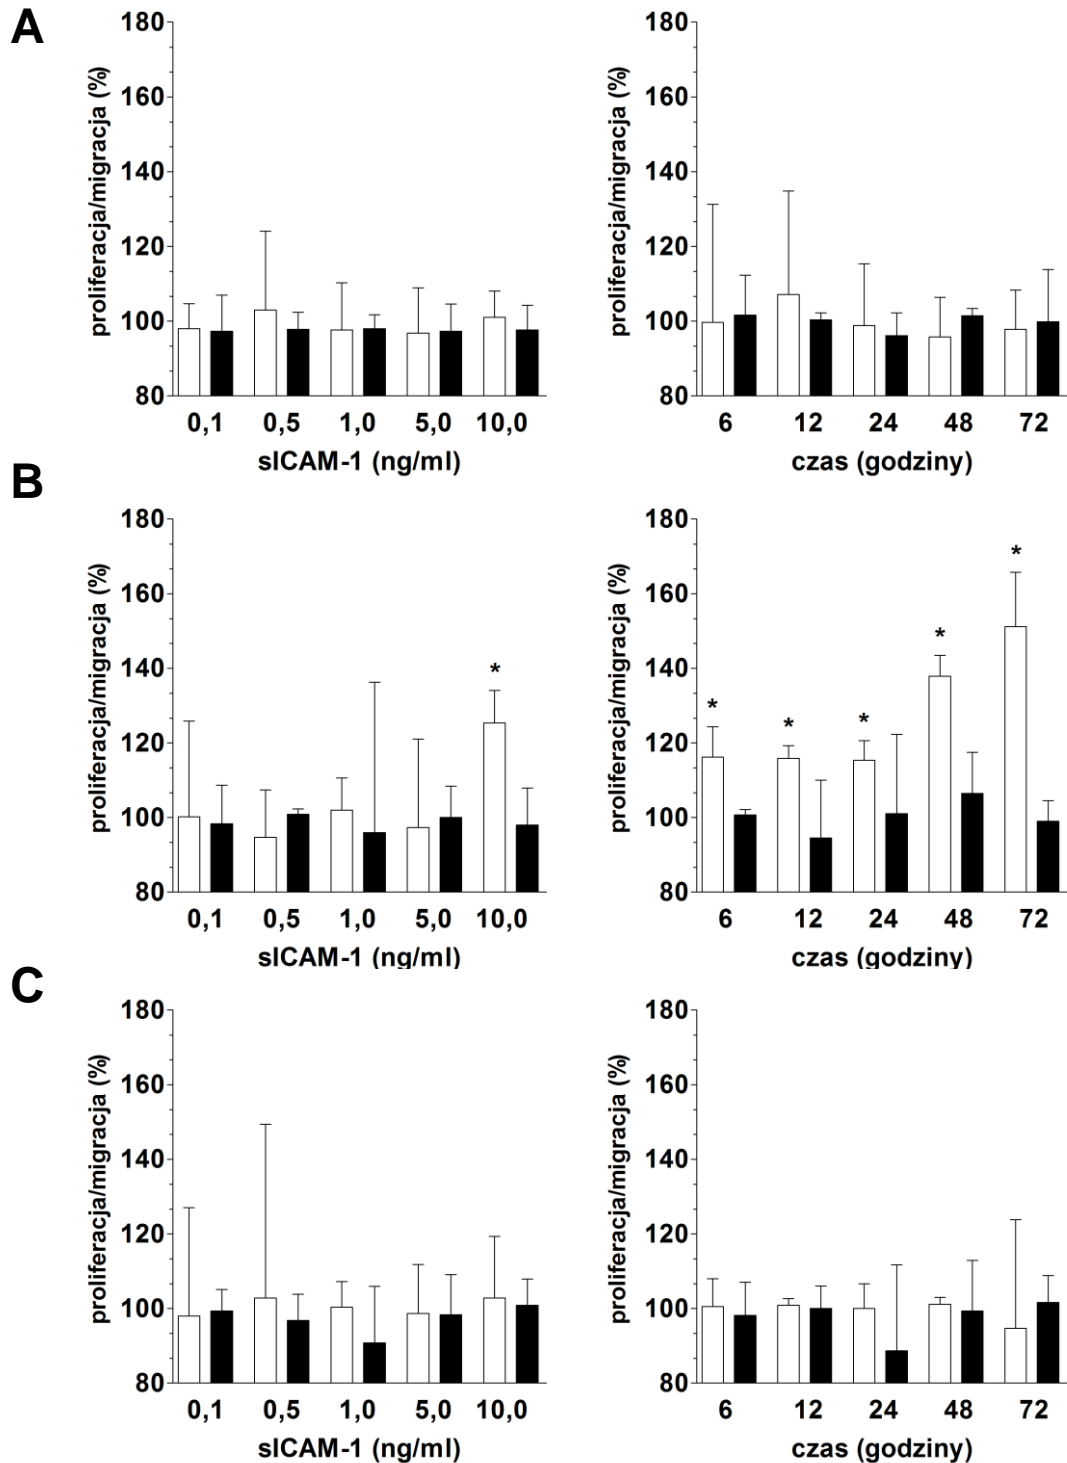 A
180
160
140
120
100
80
proliferacja/migracja (%)
0,1 0,5 1,0 5,0 10,0
sICAM-1 (ng/ml)
180
160
140
120
100
80
proliferacja/migracja (%)
6 12 24 48 72
czas (godziny)
B
180
160
140
120
100
80
proliferacja/migracja (%)
*
0,1 0,5 1,0 5,0 10,0
sICAM-1 (ng/ml)
180
160
140
120
100
80
proliferacja/migracja (%)
* * * * *
6 12 24 48 72
czas (godziny)
C
180
160
140
120
100
80
proliferacja/migracja (%)
0,1 0,5 1,0 5,0 10,0
sICAM-1 (ng/ml)
180
160
140
120
100
80
proliferacja/migracja (%)
6 12 24 48 72
czas (godziny)